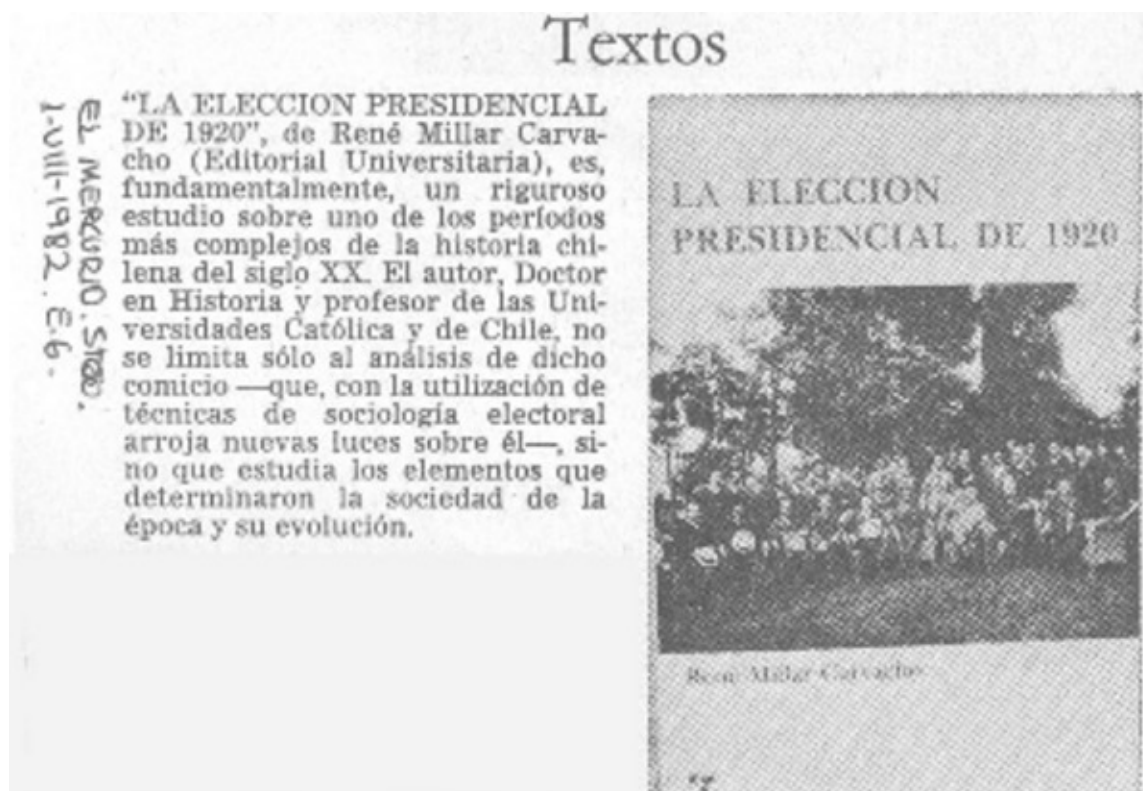 Textos
EL MERCURIO. STGO.
1-VIII-1982. E.6.
"LA ELECCION PRESIDENCIAL
DE 1920", de René Millar Carva-
cho (Editorial Universitaria), es,
fundamentalmente, un riguroso
estudio sobre uno de los períodos
más complejos de la historia chi-
lena del siglo XX. El autor, Doctor
en Historia y profesor de las Uni-
versidades Católica y de Chile, no
se limita sólo al análisis de dicho
comicio —que, con la utilización de
técnicas de sociología electoral
arroja nuevas luces sobre él—, si-
no que estudia los elementos que
determinaron la sociedad de la
época y su evolución.
LA ELECCION
PRESIDENCIAL DE 1920
René Millar Carvacho